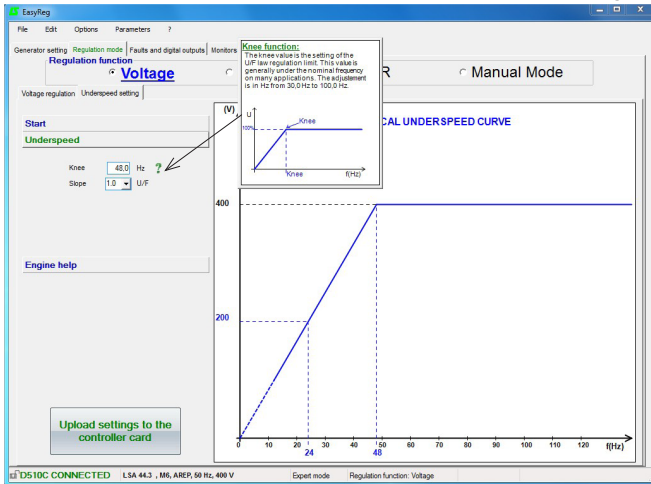 EasyReg
File Edit Options Parameters ?
Generator setting Regulation mode Faults and digital outputs Monitors
Regulation function
Voltage
R
Manual Mode
Voltage regulation Underspeed setting
Knee function:
The knee value is the setting of the
U/F law regulation limit. This value is
generally under the nominal frequency
on many applications. The adjustement
is in Hz from 30,0 Hz to 100,0 Hz.
U
Knee
100%
Knee
f(Hz)
Start
Underspeed
Knee 48,0 Hz ?
Slope 1.0 U/F
Engine help
Upload settings to the
controller card
(V)
CAL UNDERSPEED CURVE
400
200
0 10 20 30 40 50 60 70 80 90 100 110 120 f(Hz)
24 48
D510C CONNECTED LSA 44.3 , M6, AREP, 50 Hz, 400 V Expert mode Regulation function: Voltage